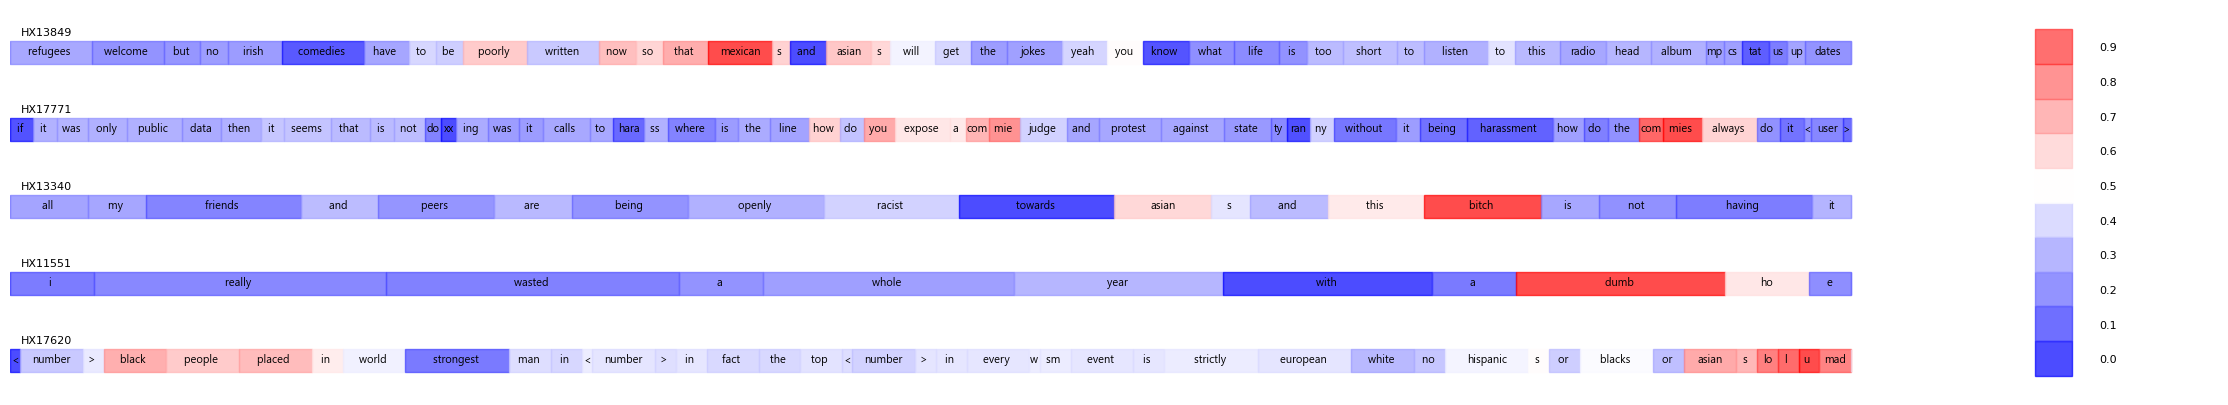 HX13849
refugees welcome but no irish comedies have to be poorly written now so that mexican s and asian s will get the jokes yeah you know what life is too short to listen to this radio head album mp cs tat us up dates
HX17771
if it was only public data then it seems that is not do xx ing was it calls to hara ss where is the line how do you expose a com mie judge and protest against state ty ran ny without it being harassment how do the com mies always do it < user >
HX13340
all my friends and peers are being openly racist towards asian s and this bitch is not having it
HX11551
i really wasted a whole year with a dumb ho e
HX17620
< number > black people placed in world strongest man in < number > in fact the top < number > in every w sm event is strictly european white no hispanic s or blacks or asian s lo l u mad
0.9
0.8
0.7
0.6
0.5
0.4
0.3
0.2
0.1
0.0